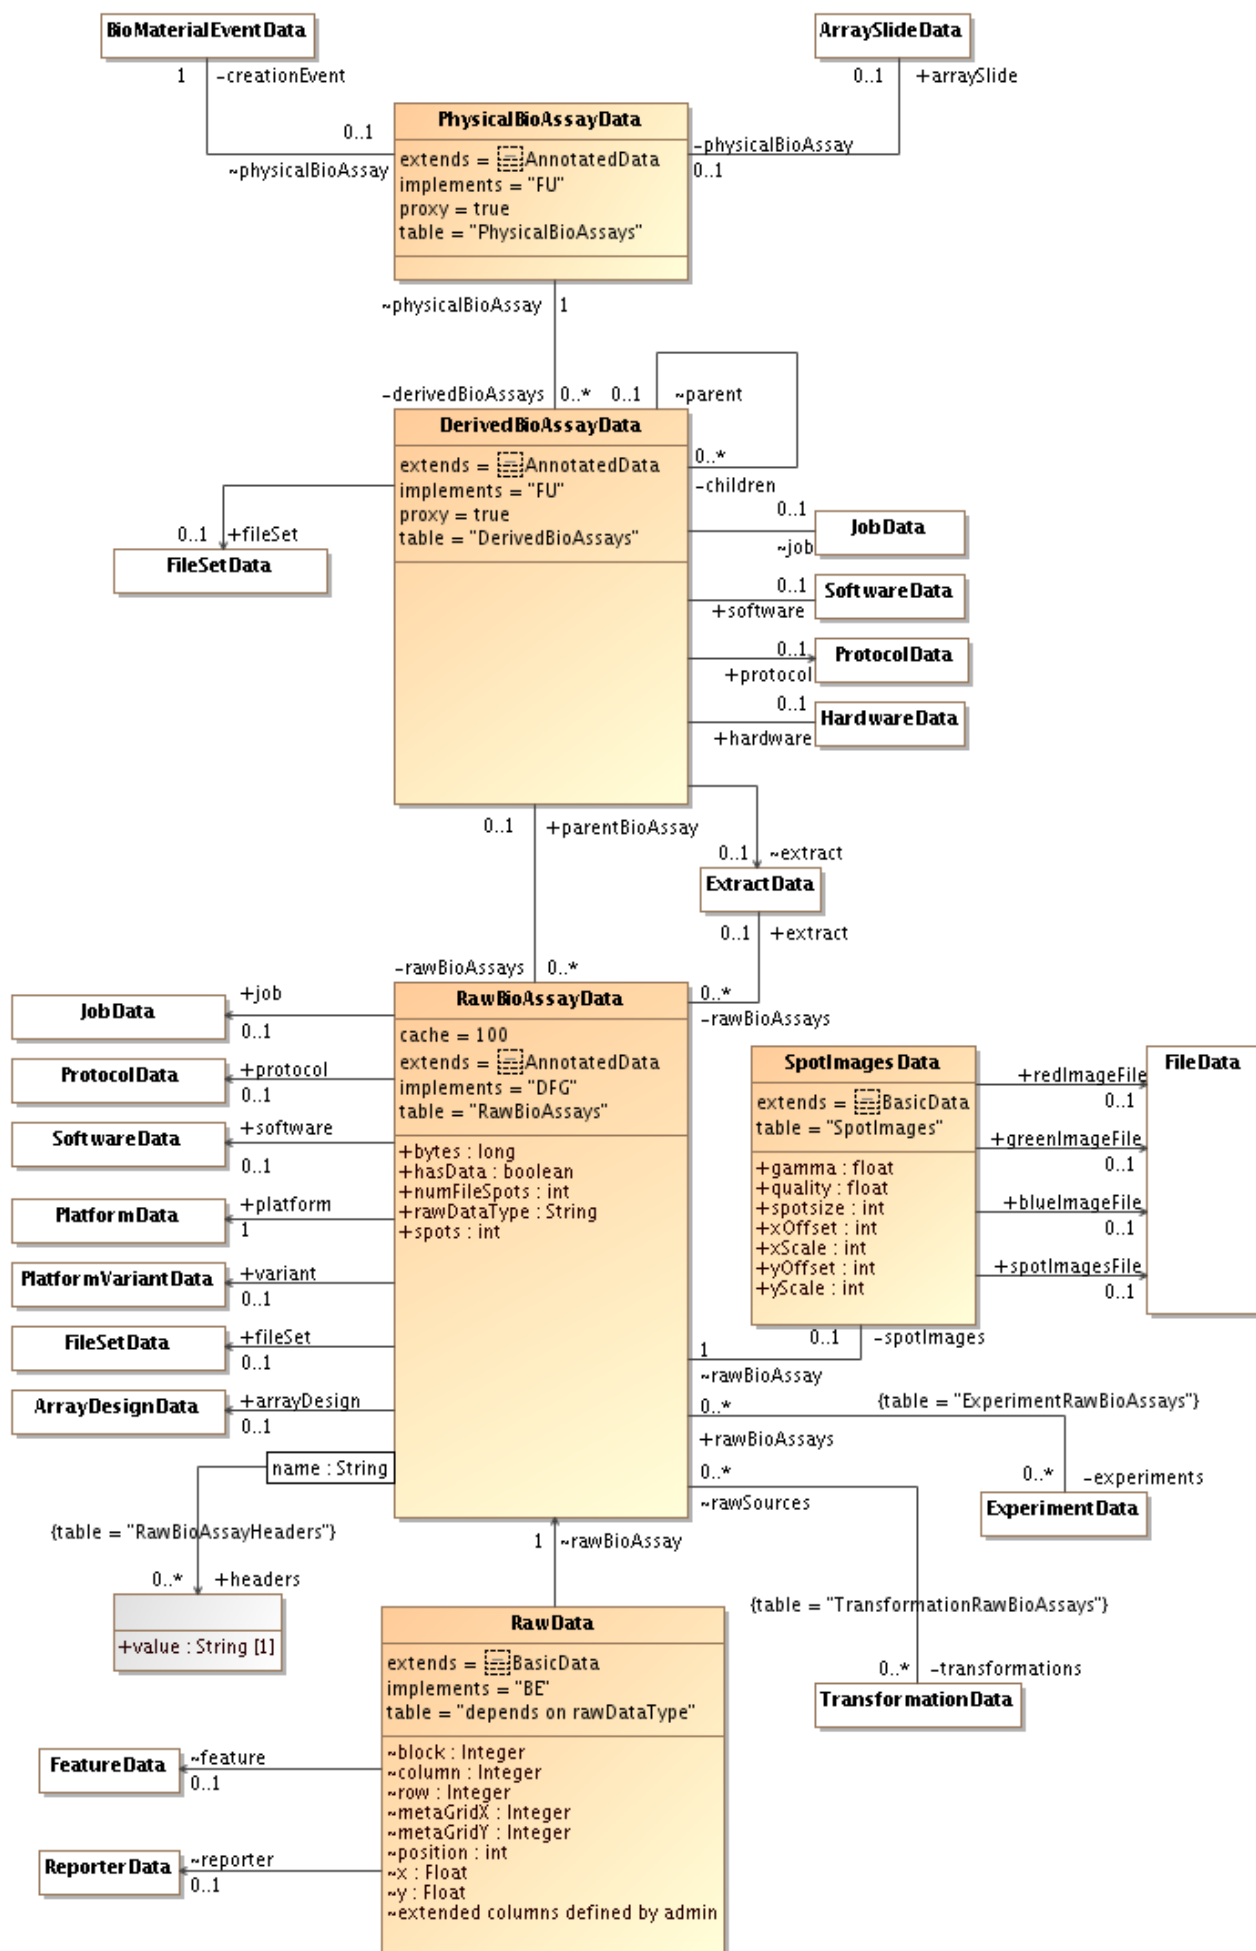 BioMaterialEventData
ArraySlideData
1 -creationEvent
0..1 +arraySlide
0..1
~physicalBioAssay
PhysicalBioAssayData
extends = AnnotatedData
implements = "FU"
proxy = true
table = "PhysicalBioAssays"
-physicalBioAssay
0..1
~physicalBioAssay 1
-derivedBioAssays 0..* 0..1 ~parent
DerivedBioAssayData
extends = AnnotatedData
implements = "FU"
proxy = true
table = "DerivedBioAssays"
0..*
-children
0..1 +fileSet
FileSetData
0..1
~job
JobData
0..1
+software
SoftwareData
0..1
+protocol
ProtocolData
0..1
+hardware
HardwareData
0..1 +parentBioAssay
0..1 ~extract
ExtractData
0..1 +extract
-rawBioAssays 0..*
0..*
-rawBioAssays
RawBioAssayData
cache = 100
extends = AnnotatedData
implements = "DFG"
table = "RawBioAssays"
+bytes : long
+hasData : boolean
+numFileSpots : int
+rawDataType : String
+spots : int
JobData
+job
0..1
ProtocolData
+protocol
0..1
SoftwareData
+software
0..1
PlatformData
+platform
1
PlatformVariantData
+variant
0..1
FileSetData
+fileSet
0..1
ArrayDesignData
+arrayDesign
0..1
name : String
SpotImagesData
extends = BasicData
table = "SpotImages"
+gamma : float
+quality : float
+spotsize : int
+xOffset : int
+xScale : int
+yOffset : int
+yScale : int
+redImageFile
0..1
+greenImageFile
0..1
+blueImageFile
0..1
+spotImagesFile
0..1
FileData
0..1 -spotImages
1
~rawBioAssay
0..*
+rawBioAssays
{table = "ExperimentRawBioAssays"}
0..* -experiments
ExperimentData
0..*
~rawSources
{table = "RawBioAssayHeaders"}
0..* +headers
+value : String [1]
1 ~rawBioAssay
{table = "TransformationRawBioAssays"}
0..* -transformations
TransformationData
RawData
extends = BasicData
implements = "BE"
table = "depends on rawDataType"
~block : Integer
~column : Integer
~row : Integer
~metaGridX : Integer
~metaGridY : Integer
~position : int
~x : Float
~y : Float
~extended columns defined by admin
FeatureData
~feature
0..1
ReporterData
~reporter
0..1